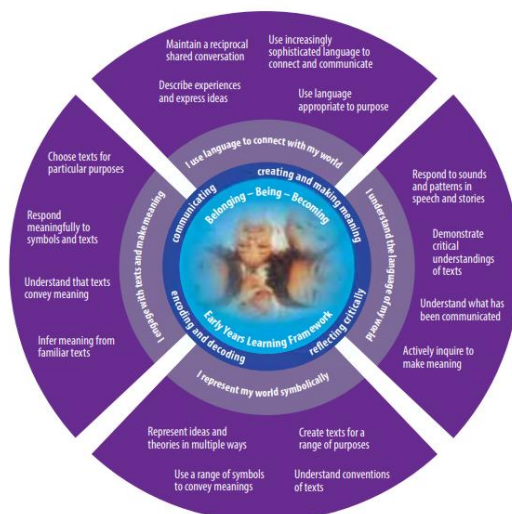 Maintain a reciprocal
shared conversation
Use increasingly
sophisticated language to
connect and communicate
Describe experiences
and express ideas
Use language
appropriate to purpose
I use language to connect with my world
Choose texts for
particular purposes
Respond
meaningfully to
symbols and texts
Understand that texts
convey meaning
Infer meaning from
familiar texts
I engage with texts and make meaning
communicating
creating and making meaning
Belonging – Being – Becoming
Early Years Learning Framework
encoding and decoding
reflecting critically
I understand the language of my world
Respond to sounds
and patterns in
speech and stories
Demonstrate
critical
understandings
of texts
Understand what has
been communicated
Actively inquire to
make meaning
I represent my world symbolically
Represent ideas and
theories in multiple ways
Create texts for a
range of purposes
Use a range of symbols
to convey meanings
Understand conventions
of texts